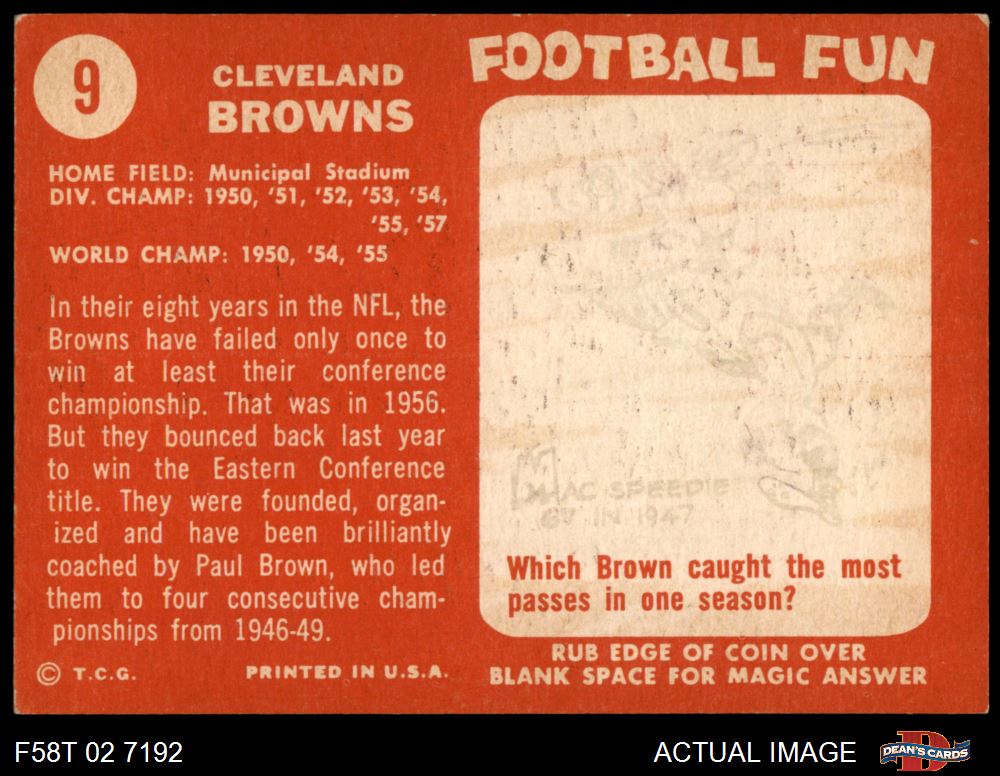 9
CLEVELAND
BROWNS
HOME FIELD: Municipal Stadium
DIV. CHAMP: 1950, '51, '52, '53, '54,
'55, '57
WORLD CHAMP: 1950, '54, '55
In their eight years in the NFL, the
Browns have failed only once to
win at least their conference
championship. That was in 1956.
But they bounced back last year
to win the Eastern Conference
title. They were founded, organ-
ized and have been brilliantly
coached by Paul Brown, who led
them to four consecutive cham-
pionships from 1946-49.
© T.C.G. PRINTED IN U.S.A.
FOOTBALL FUN
MAC SPEEDIE
67 IN 1947
Which Brown caught the most
passes in one season?
RUB EDGE OF COIN OVER
BLANK SPACE FOR MAGIC ANSWER
F58T 02 7192
ACTUAL IMAGE
D
DEAN'S CARDS